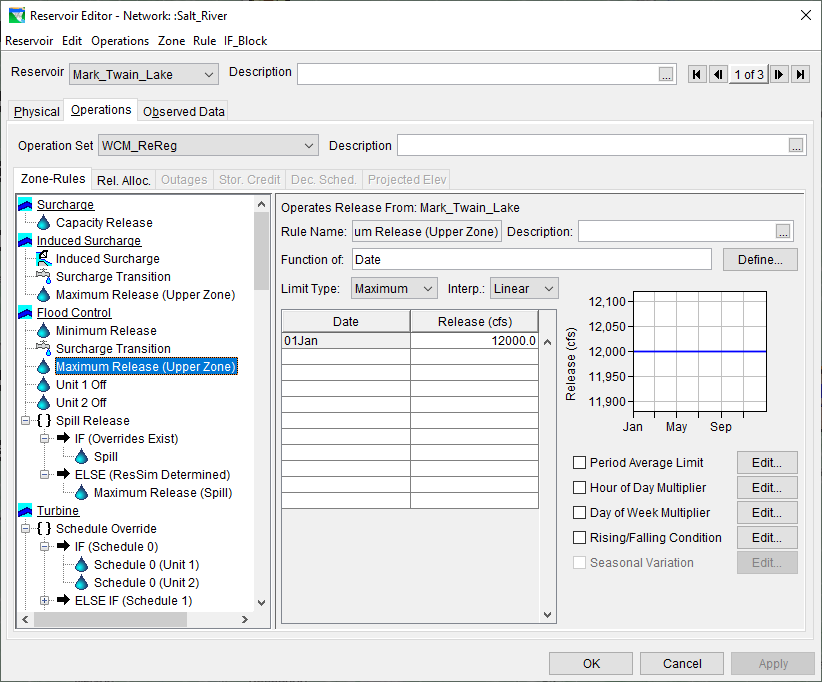 Reservoir Editor - Network: :Salt_River
Reservoir Edit Operations Zone Rule IF_Block
Reservoir Mark_Twain_Lake Description ... 1 of 3
Physical Operations Observed Data
Operation Set WCM_ReReg Description ...
Zone-Rules Rel. Alloc. Outages Stor. Credit Dec. Sched. Projected Elev
Surcharge
Capacity Release
Induced Surcharge
Induced Surcharge
Surcharge Transition
Maximum Release (Upper Zone)
Flood Control
Minimum Release
Surcharge Transition
Maximum Release (Upper Zone)
Unit 1 Off
Unit 2 Off
{ } Spill Release
IF (Overrides Exist)
Spill
ELSE (ResSim Determined)
Maximum Release (Spill)
Turbine
{ } Schedule Override
IF (Schedule 0)
Schedule 0 (Unit 1)
Schedule 0 (Unit 2)
ELSE IF (Schedule 1)
Operates Release From: Mark_Twain_Lake
Rule Name: um Release (Upper Zone) Description: ...
Function of: Date Define...
Limit Type: Maximum Interp.: Linear
Date Release (cfs)
01Jan 12000.0
Release (cfs)
12,100
12,050
12,000
11,950
11,900
Jan May Sep
Period Average Limit Edit...
Hour of Day Multiplier Edit...
Day of Week Multiplier Edit...
Rising/Falling Condition Edit...
Seasonal Variation Edit...
OK Cancel Apply